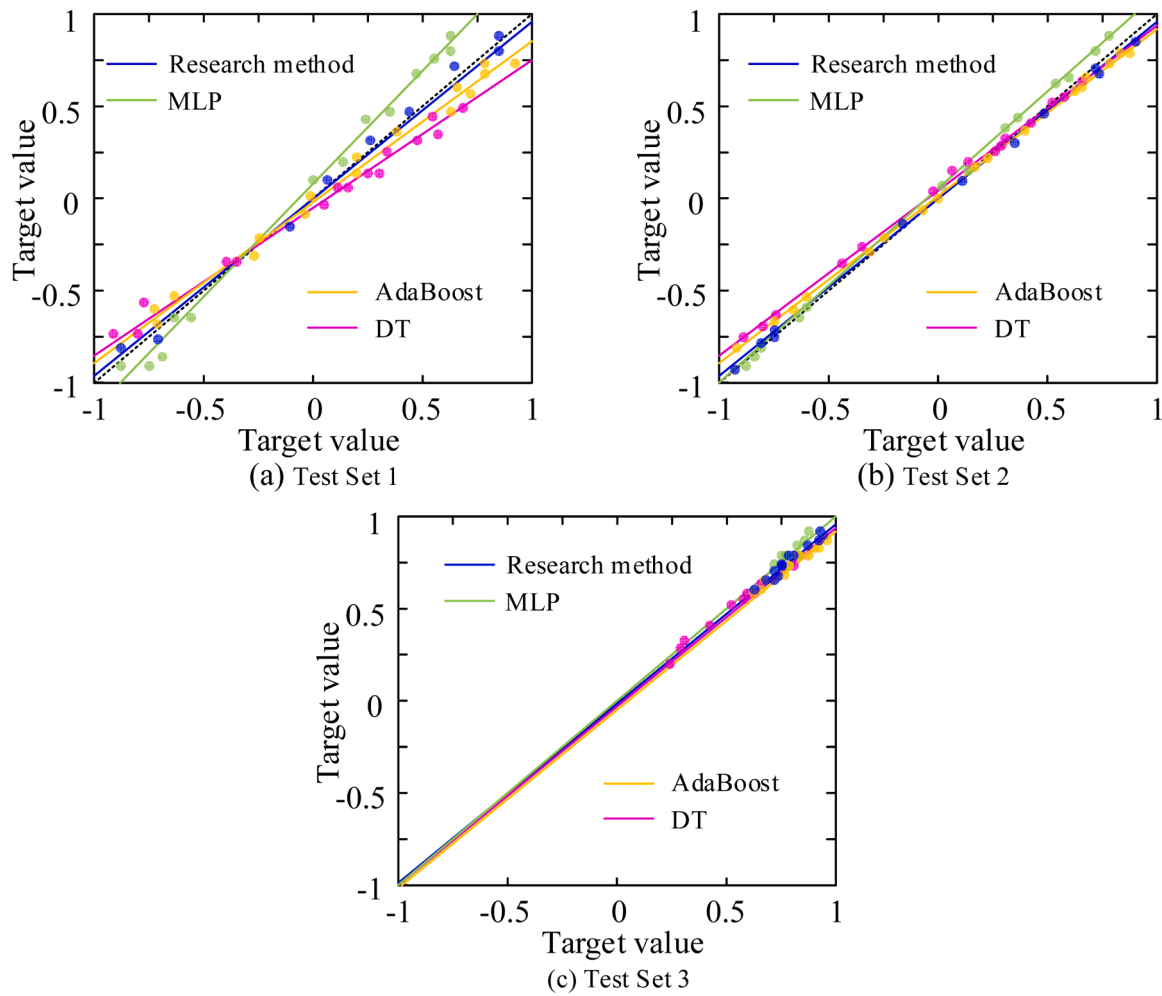 1
Research method
MLP
0.5
Target value
0
AdaBoost
-0.5
DT
-1
-1 -0.5 0 0.5 1
Target value
(a) Test Set 1
1
Research method
MLP
0.5
Target value
0
AdaBoost
-0.5
DT
-1
-1 -0.5 0 0.5 1
Target value
(b) Test Set 2
1
Research method
MLP
0.5
Target value
0
AdaBoost
-0.5
DT
-1
-1 -0.5 0 0.5 1
Target value
(c) Test Set 3